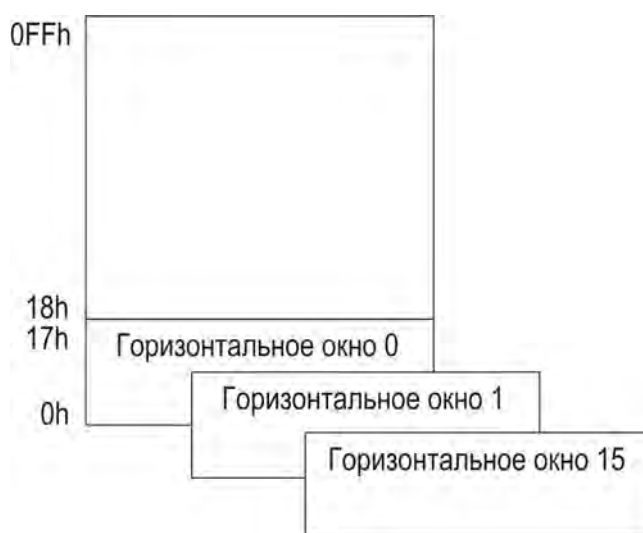 0FFh
18h
17h
Горизонтальное окно 0
Горизонтальное окно 1
0h
Горизонтальное окно 15